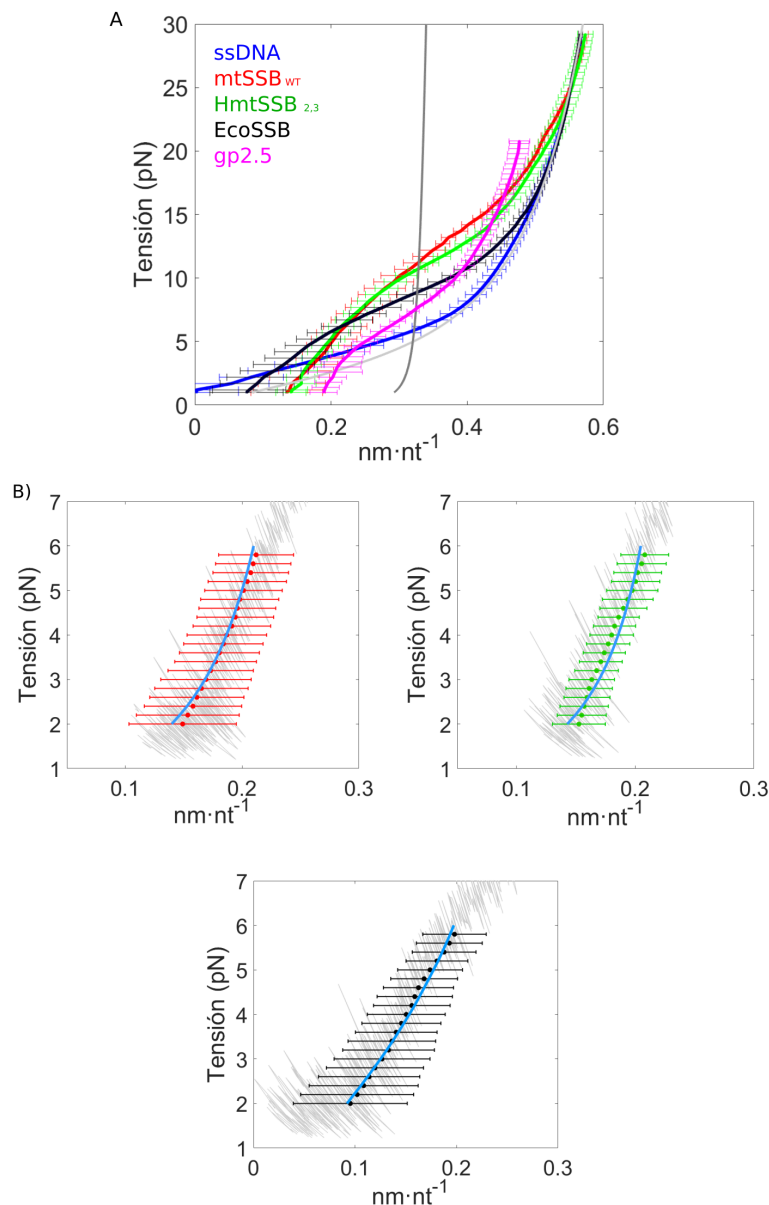 A
30
25
20
15
10
5
0
Tensión (pN)
ssDNA
mtSSB WT
HmtSSB 2,3
EcoSSB
gp2.5
0 0.2 0.4 0.6
nm·nt⁻¹
B)
7
6
5
4
3
2
1
Tensión (pN)
0.1 0.2 0.3
nm·nt⁻¹
7
6
5
4
3
2
1
Tensión (pN)
0.1 0.2 0.3
nm·nt⁻¹
7
6
5
4
3
2
1
Tensión (pN)
0 0.1 0.2 0.3
nm·nt⁻¹